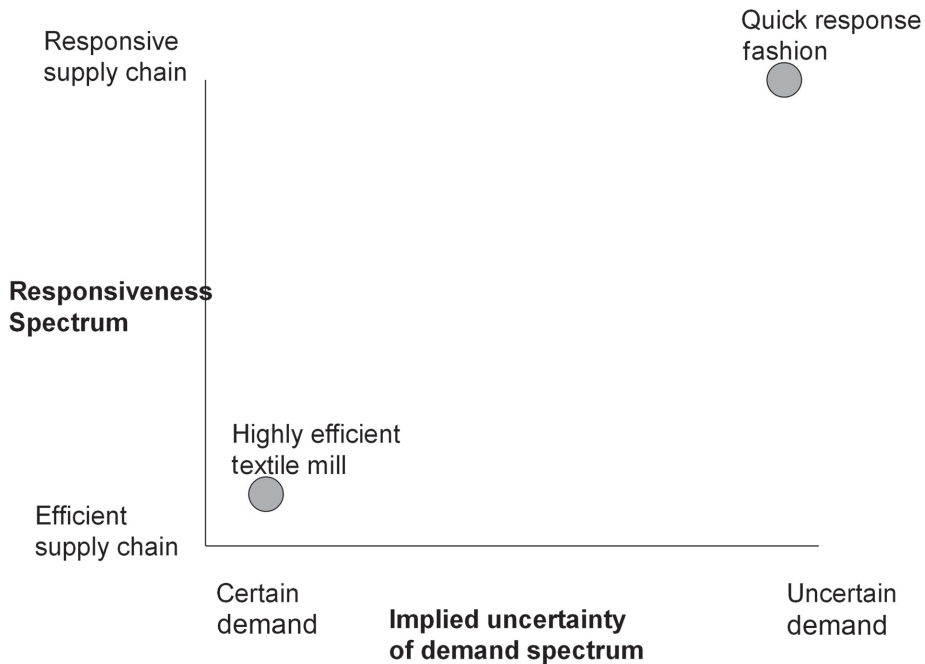 Quick response
fashion
Responsive
supply chain
Responsiveness
Spectrum
Highly efficient
textile mill
Efficient
supply chain
Certain
demand
Implied uncertainty
of demand spectrum
Uncertain
demand